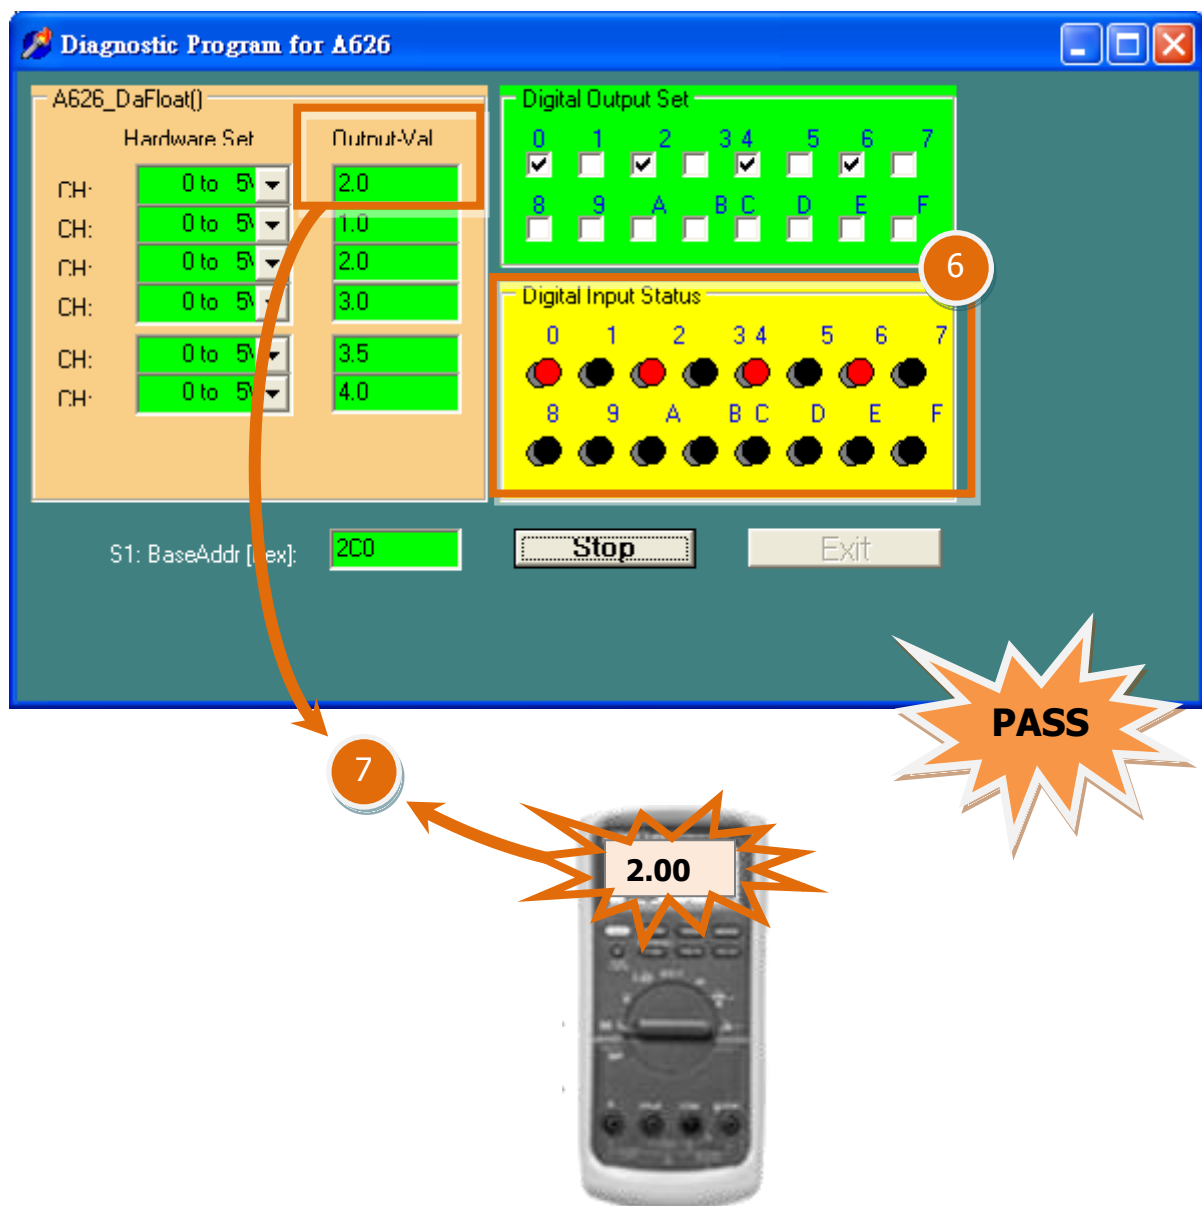 Diagnostic Program for A626
A626_DaFloat()
Hardware Set
Output-Val
CH:
0 to 5V
2.0
CH:
0 to 5V
1.0
CH:
0 to 5V
2.0
CH:
0 to 5V
3.0
CH:
0 to 5V
3.5
CH:
0 to 5V
4.0
Digital Output Set
0 1 2 3 4 5 6 7
8 9 A B C D E F
6
Digital Input Status
0 1 2 3 4 5 6 7
8 9 A B C D E F
S1: BaseAddr [Hex]:
2C0
Stop
Exit
PASS
7
2.00